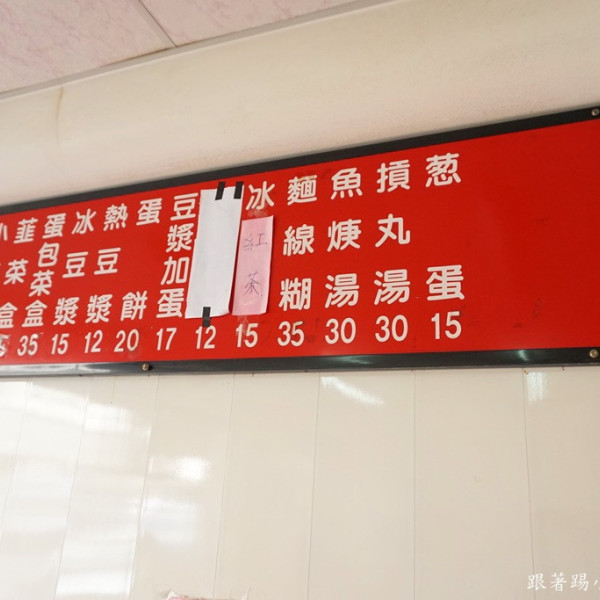 葱蛋 15
摃丸湯 30
魚焿湯 30
麵線糊 35
冰紅茶 15
12
豆漿加蛋 17
蛋餅 20
熱豆漿 12
冰豆漿 15
蛋包菜盒 35
韮菜盒
跟著踢小